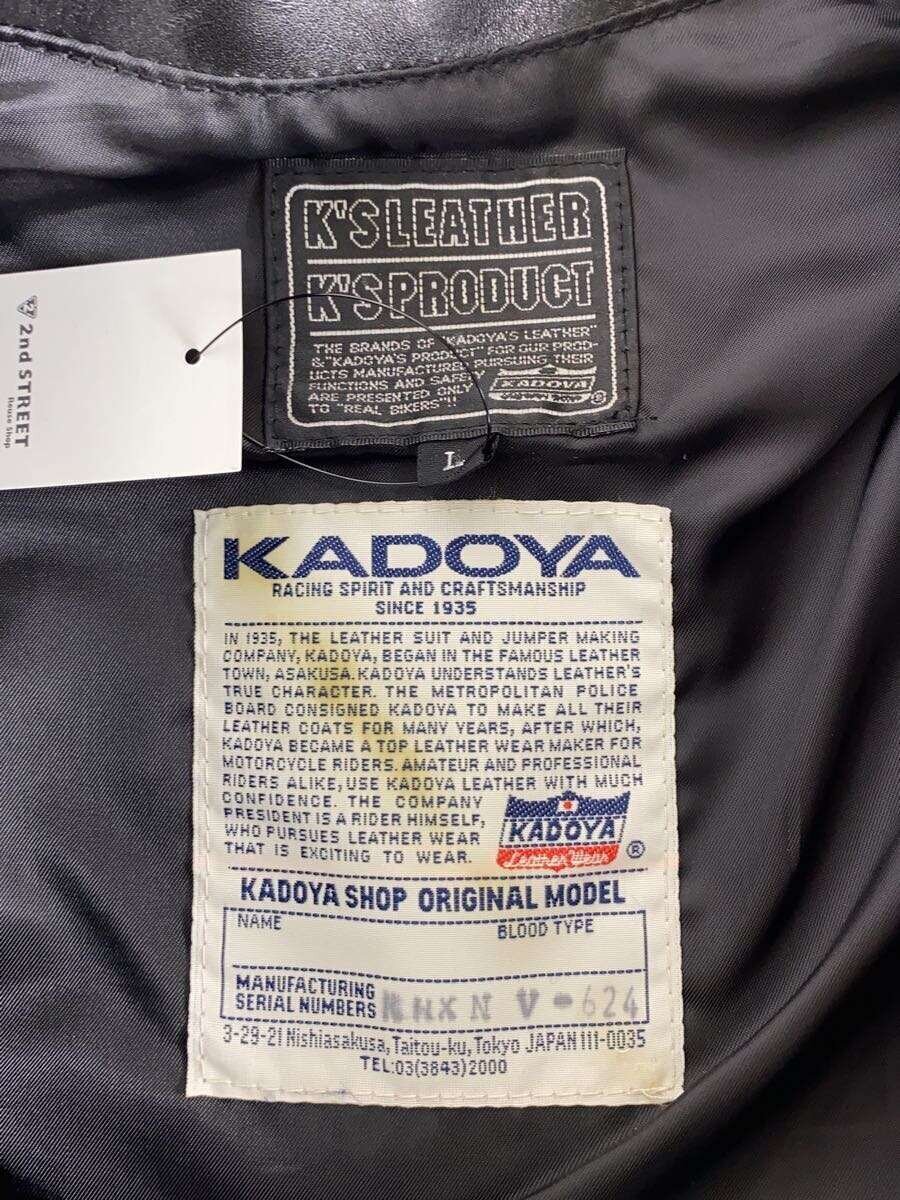 K'S LEATHER
K'S PRODUCT
THE BRANDS OF "KADOYA'S LEATHER"
& "KADOYA'S PRODUCT" FOR OUR PROD-
UCTS MANUFACTURED PURSUING THEIR
FUNCTIONS AND SAFETY
ARE PRESENTED ONLY
TO "REAL BIKERS"!!
KADOYA
®
L
2nd STREET
Reuse Shop
KADOYA
RACING SPIRIT AND CRAFTSMANSHIP
SINCE 1935
IN 1935, THE LEATHER SUIT AND JUMPER MAKING
COMPANY, KADOYA, BEGAN IN THE FAMOUS LEATHER
TOWN, ASAKUSA. KADOYA UNDERSTANDS LEATHER'S
TRUE CHARACTER. THE METROPOLITAN POLICE
BOARD CONSIGNED KADOYA TO MAKE ALL THEIR
LEATHER COATS FOR MANY YEARS, AFTER WHICH,
KADOYA BECAME A TOP LEATHER WEAR MAKER FOR
MOTORCYCLE RIDERS. AMATEUR AND PROFESSIONAL
RIDERS ALIKE, USE KADOYA LEATHER WITH MUCH
CONFIDENCE. THE COMPANY
PRESIDENT IS A RIDER HIMSELF,
WHO PURSUES LEATHER WEAR
THAT IS EXCITING TO WEAR.
KADOYA
Leather Wear
®
KADOYA SHOP ORIGINAL MODEL
NAME
BLOOD TYPE
MANUFACTURING
SERIAL NUMBERS V-624
3-29-21 Nishiasakusa, Taitou-ku, Tokyo JAPAN 111-0035
TEL:03(3843)2000